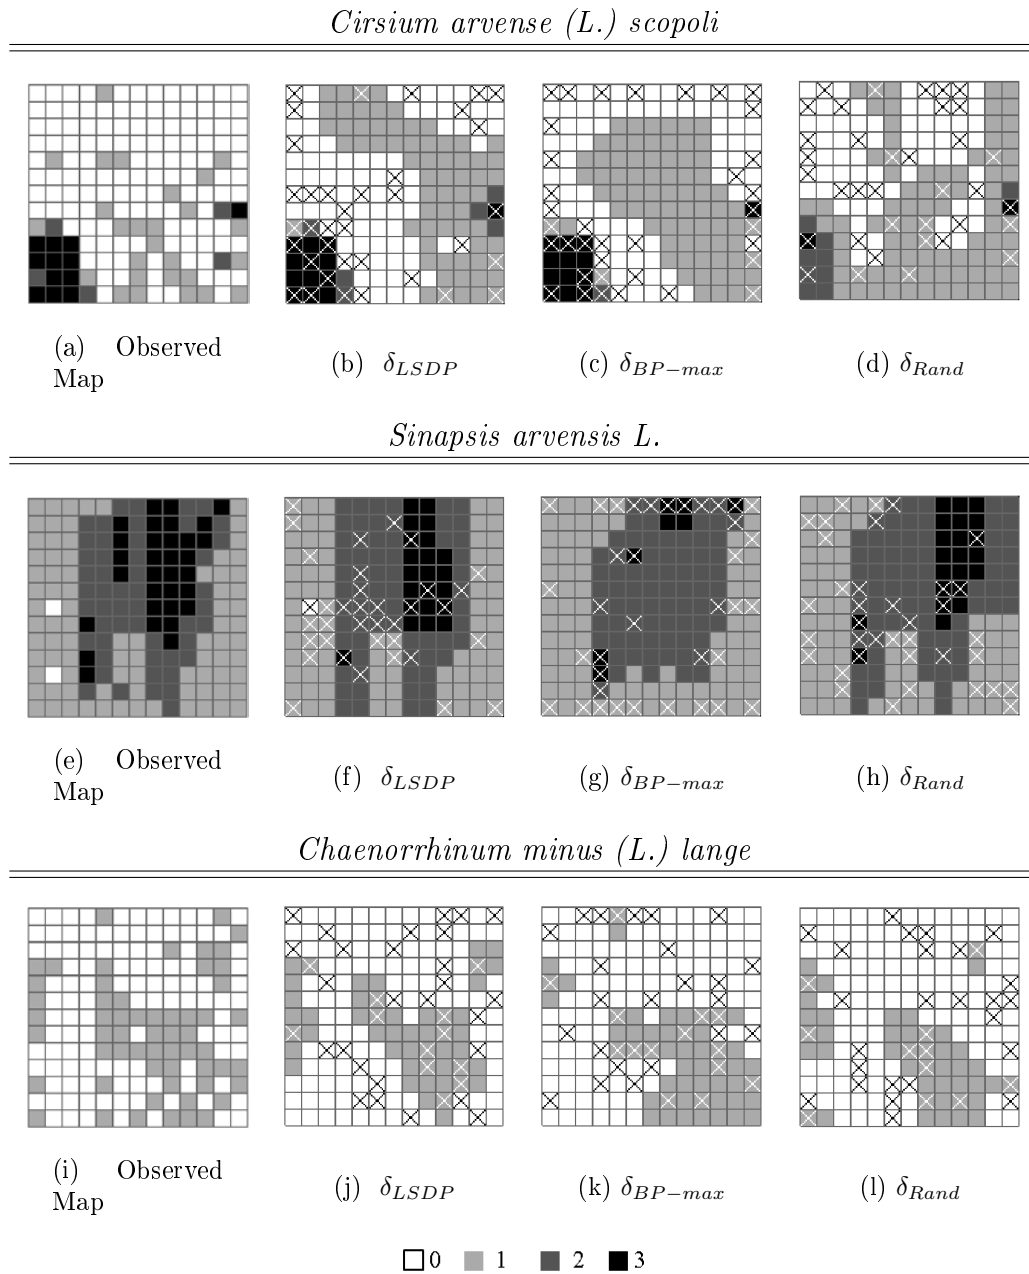 Cirsium arvense (L.) scopoli
(a) Observed
Map
(b) δ_LSDP
(c) δ_BP−max
(d) δ_Rand
Sinapsis arvensis L.
(e) Observed
Map
(f) δ_LSDP
(g) δ_BP−max
(h) δ_Rand
Chaenorrhinum minus (L.) lange
(i) Observed
Map
(j) δ_LSDP
(k) δ_BP−max
(l) δ_Rand
0 1 2 3